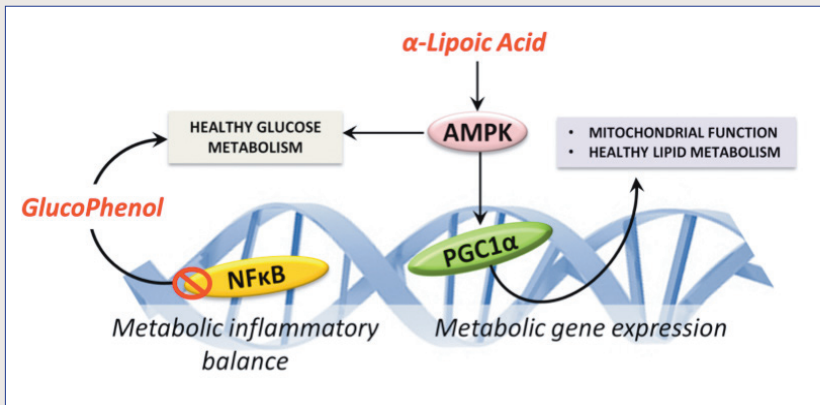 α-Lipoic Acid
HEALTHY GLUCOSE
METABOLISM
AMPK
• MITOCHONDRIAL FUNCTION
• HEALTHY LIPID METABOLISM
GlucoPhenol
PGC1α
NFκB
Metabolic inflammatory
balance
Metabolic gene expression